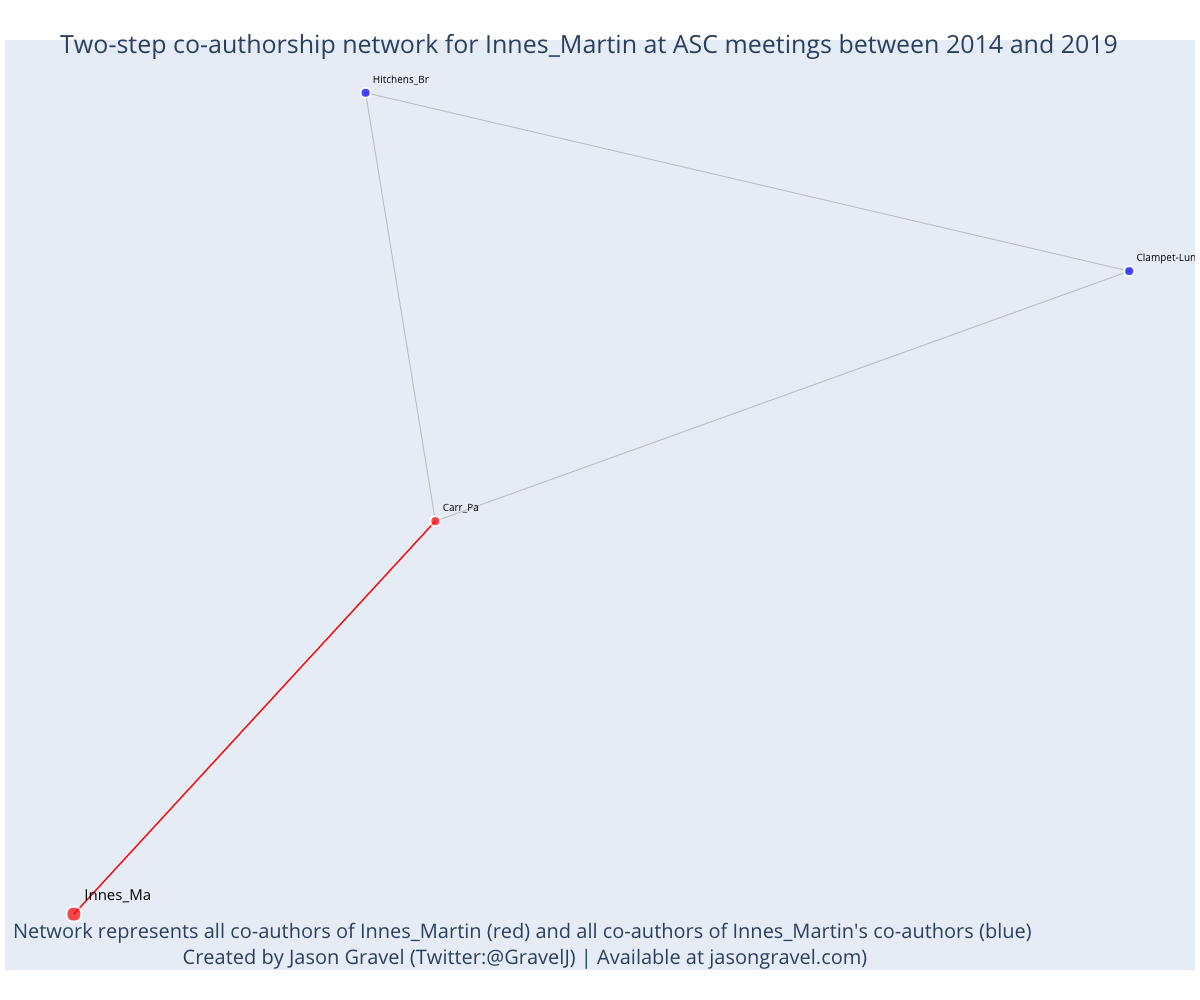 Two-step co-authorship network for Innes_Martin at ASC meetings between 2014 and 2019
Hitchens_Br
Clampet-Lun
Carr_Pa
Innes_Ma
Network represents all co-authors of Innes_Martin (red) and all co-authors of Innes_Martin's co-authors (blue)
Created by Jason Gravel (Twitter:@GravelJ) | Available at jasongravel.com)